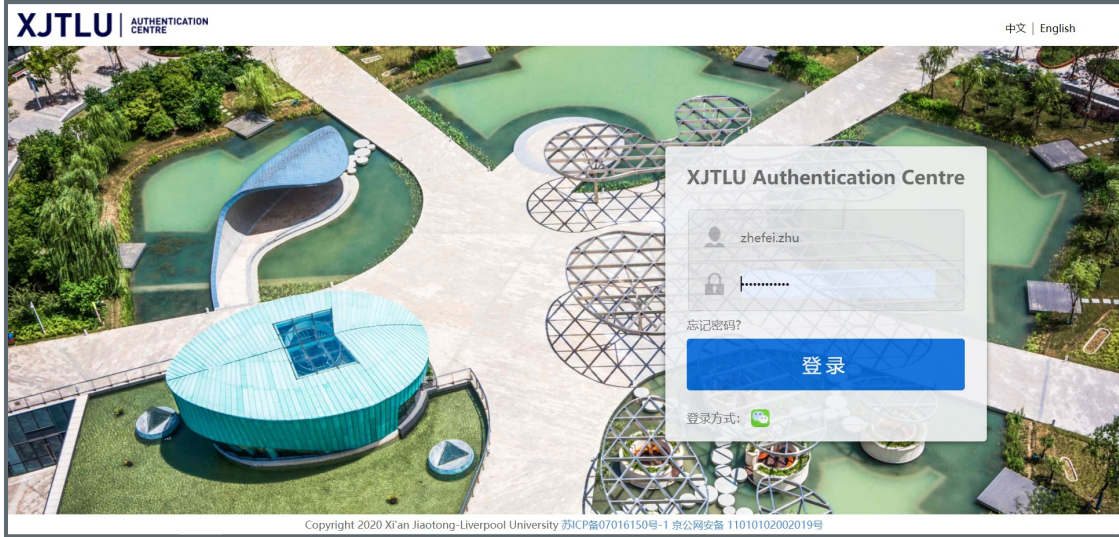 XJTLU AUTHENTICATION CENTRE
中文 | English
XJTLU Authentication Centre
zhefei.zhu
••••••••••••
忘记密码?
登录
登录方式:
Copyright 2020 Xi'an Jiaotong-Liverpool University 苏ICP备07016150号-1 京公网安备 11010102002019号